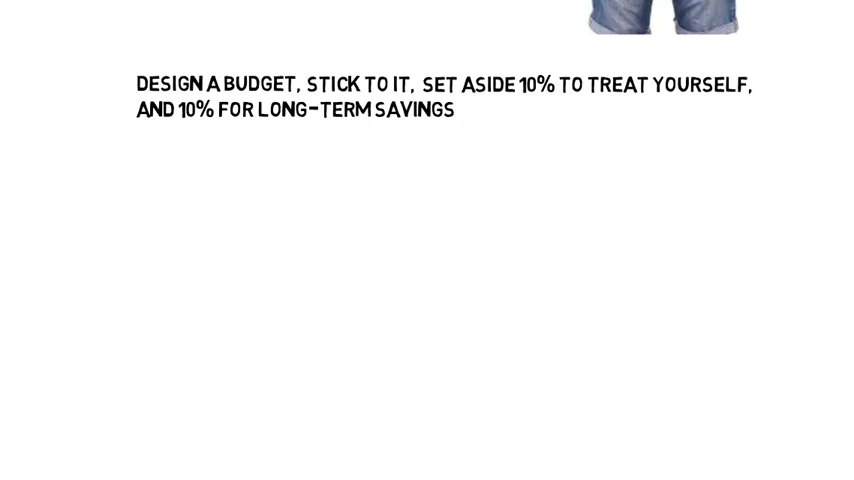 DESIGN A BUDGET, STICK TO IT, SET ASIDE 10% TO TREAT YOURSELF,
AND 10% FOR LONG-TERM SAVINGS